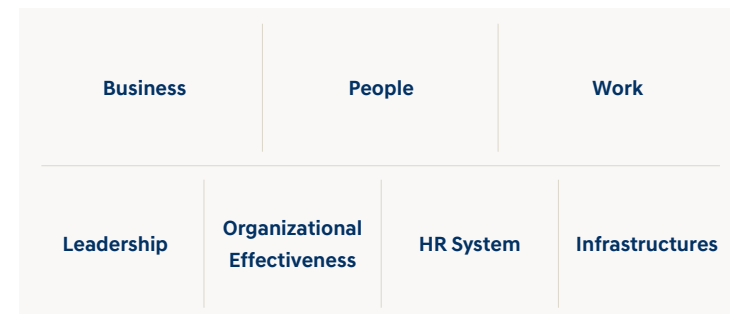 Business
People
Work
Leadership
Organizational
Effectiveness
HR System
Infrastructures